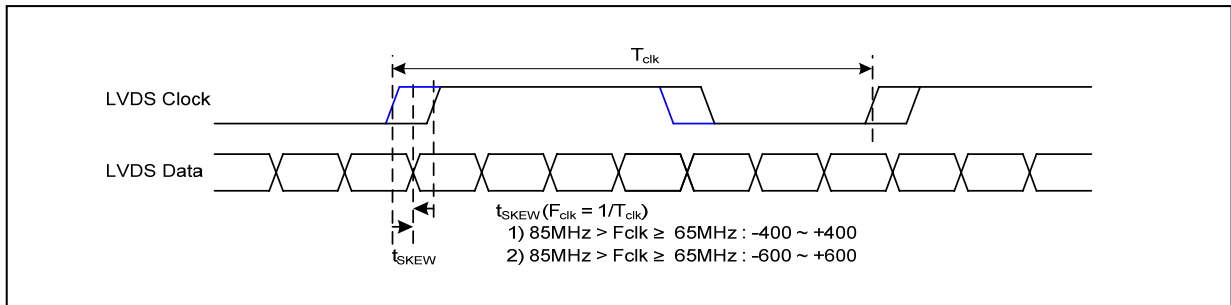 Tclk
LVDS Clock
LVDS Data
tSKEW (Fclk = 1/Tclk)
1) 85MHz > Fclk ≥ 65MHz : -400 ~ +400
2) 85MHz > Fclk ≥ 65MHz : -600 ~ +600
tSKEW